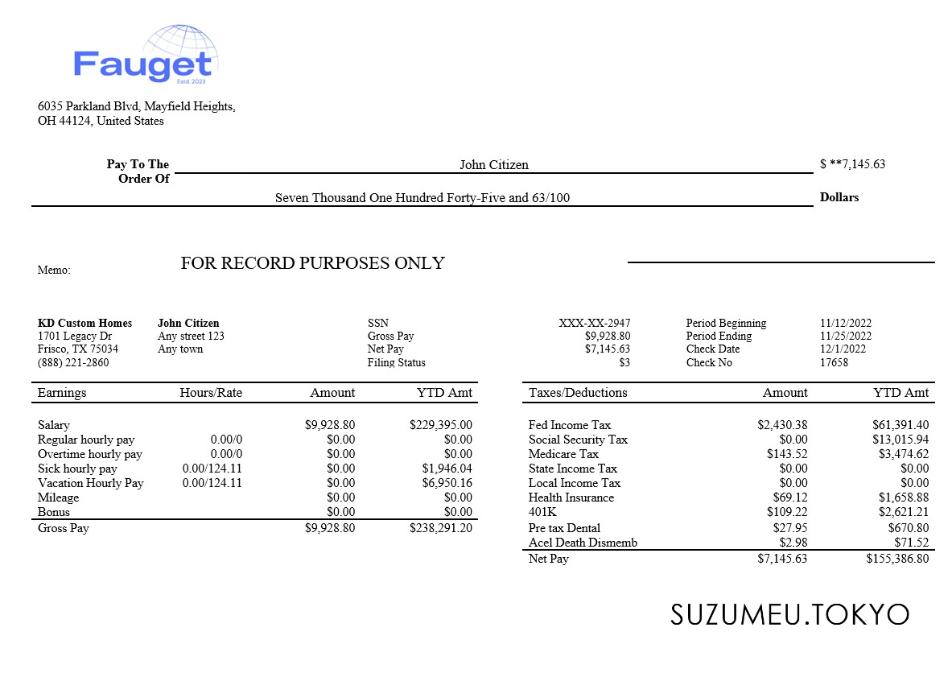 Fauget
Estd. 2023
6035 Parkland Blvd, Mayfield Heights,
OH 44124, United States
Pay To The John Citizen $ **7,145.63
Order Of
Seven Thousand One Hundred Forty-Five and 63/100 Dollars
Memo: FOR RECORD PURPOSES ONLY
KD Custom Homes John Citizen SSN XXX-XX-2947 Period Beginning 11/12/2022
1701 Legacy Dr Any street 123 Gross Pay $9,928.80 Period Ending 11/25/2022
Frisco, TX 75034 Any town Net Pay $7,145.63 Check Date 12/1/2022
(888) 221-2860 Filing Status $3 Check No 17658
Earnings Hours/Rate Amount YTD Amt Taxes/Deductions Amount YTD Amt
Salary $9,928.80 $229,395.00 Fed Income Tax $2,430.38 $61,391.40
Regular hourly pay 0.00/0 $0.00 $0.00 Social Security Tax $0.00 $13,015.94
Overtime hourly pay 0.00/0 $0.00 $0.00 Medicare Tax $143.52 $3,474.62
Sick hourly pay 0.00/124.11 $0.00 $1,946.04 State Income Tax $0.00 $0.00
Vacation Hourly Pay 0.00/124.11 $0.00 $6,950.16 Local Income Tax $0.00 $0.00
Mileage $0.00 $0.00 Health Insurance $69.12 $1,658.88
Bonus $0.00 $0.00 401K $109.22 $2,621.21
Gross Pay $9,928.80 $238,291.20 Pre tax Dental $27.95 $670.80
Acel Death Dismemb $2.98 $71.52
Net Pay $7,145.63 $155,386.80
SUZUMEU.TOKYO